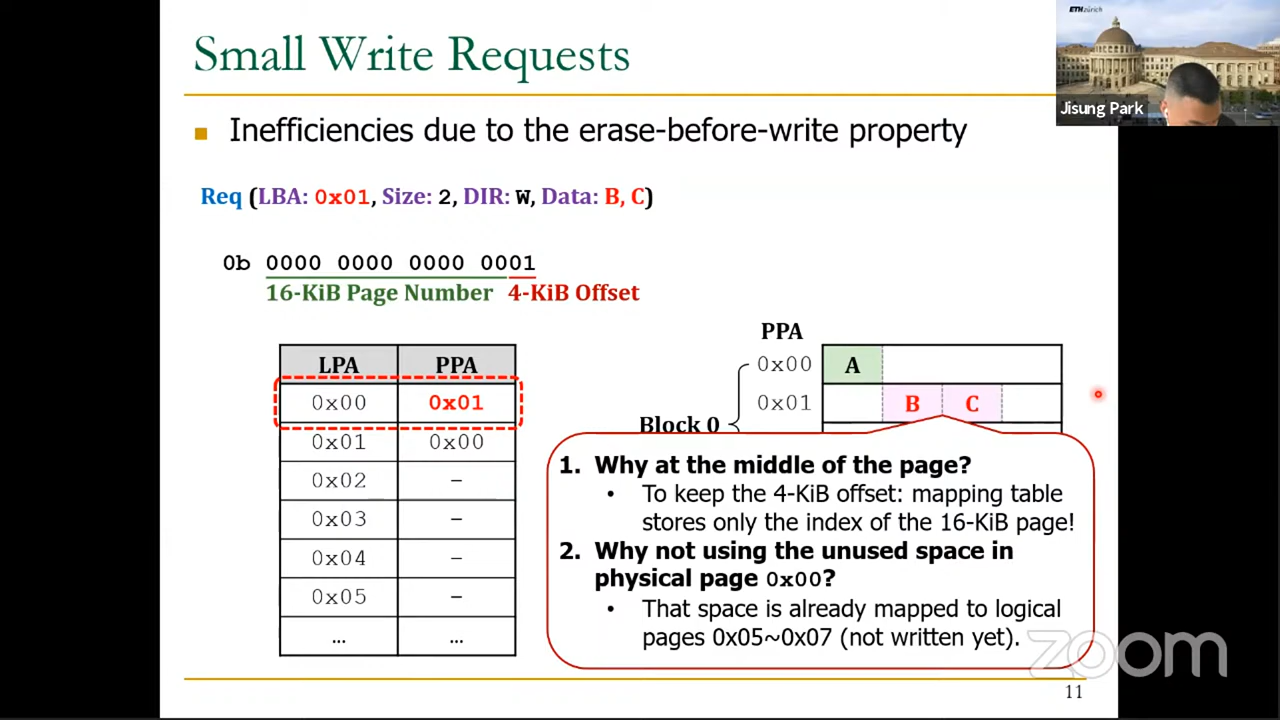 ETH zürich
Jisung Park
Small Write Requests
Inefficiencies due to the erase-before-write property
Req (LBA: 0x01, Size: 2, DIR: W, Data: B, C)
0b 0000 0000 0000 0001
16-KiB Page Number 4-KiB Offset
LPA PPA
0x00 0x01
0x01 0x00
0x02 –
0x03 –
0x04 –
0x05 –
... ...
PPA
0x00 A
0x01 B C
Block 0
1. Why at the middle of the page?
• To keep the 4-KiB offset: mapping table
stores only the index of the 16-KiB page!
2. Why not using the unused space in
physical page 0x00?
• That space is already mapped to logical
pages 0x05~0x07 (not written yet).
zoom
11